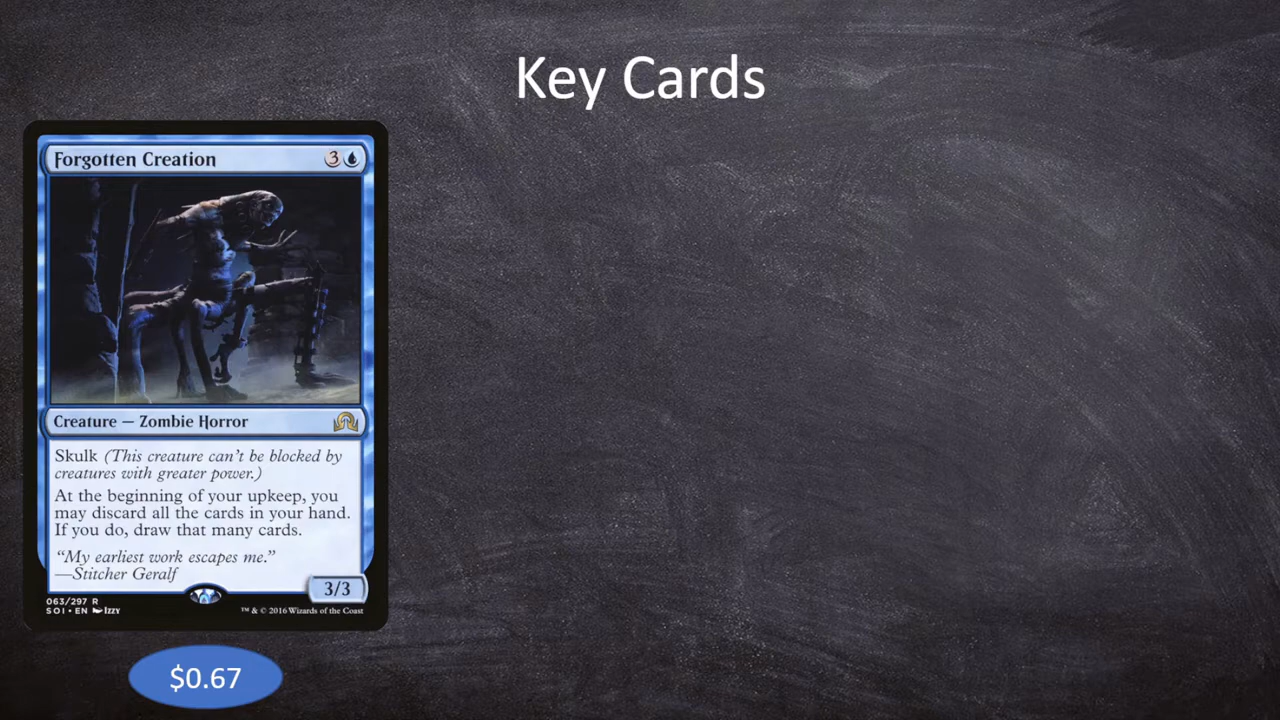 Key Cards
Forgotten Creation 3
Creature — Zombie Horror
Skulk (This creature can't be blocked by
creatures with greater power.)
At the beginning of your upkeep, you
may discard all the cards in your hand.
If you do, draw that many cards.
“My earliest work escapes me.”
—Stitcher Geralf
3/3
063/297 R
SOI • EN Izzy
™ & © 2016 Wizards of the Coast
$0.67